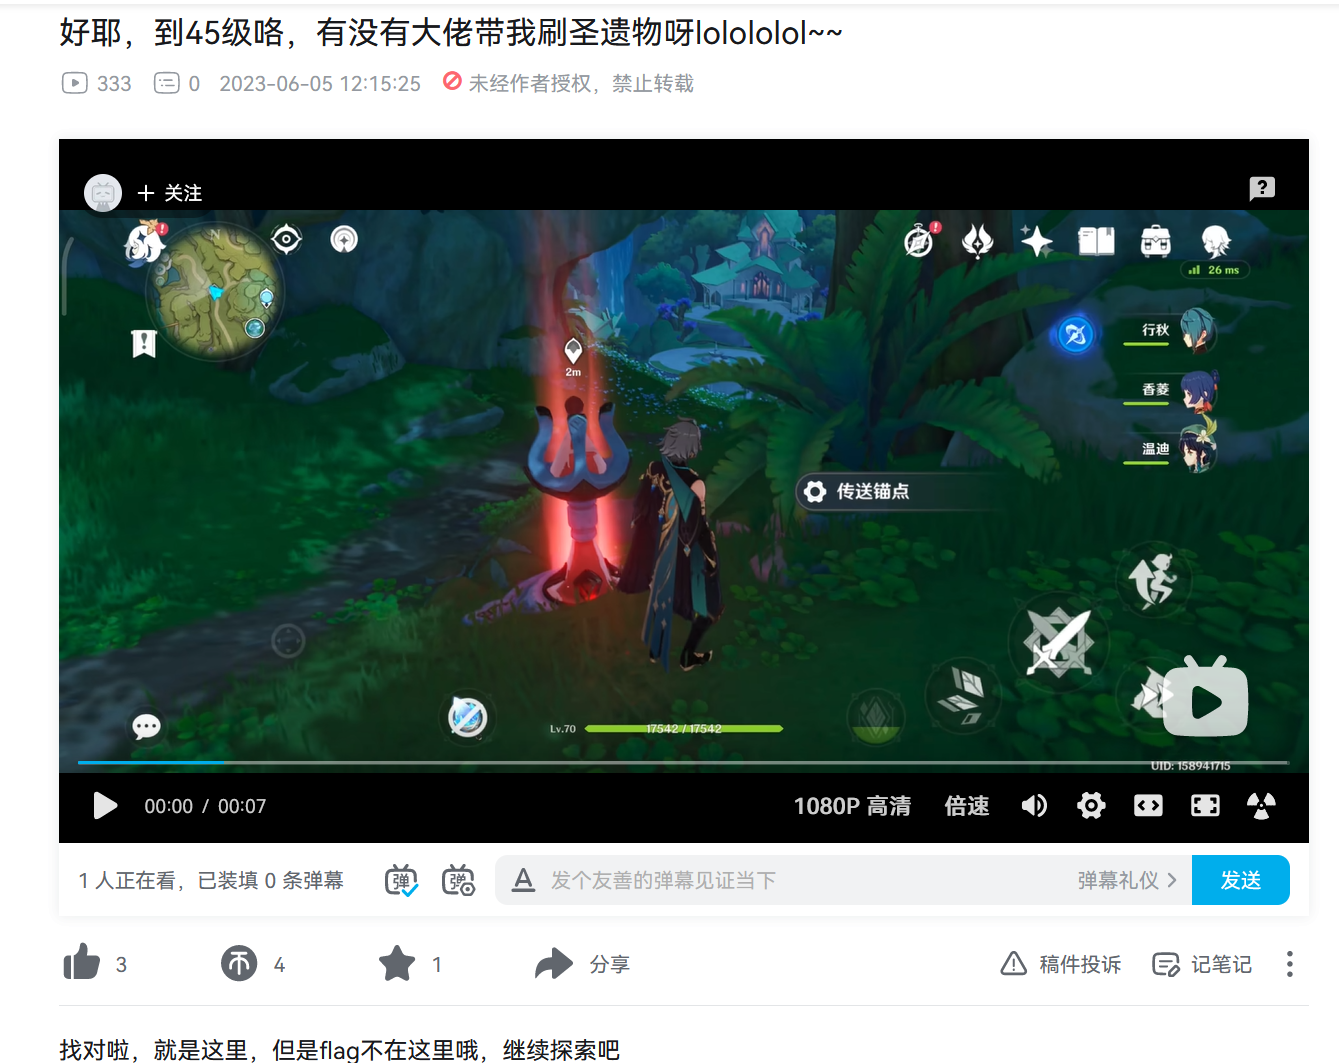 好耶，到45级咯，有没有大佬带我刷圣遗物呀lolololol~~
333 0 2023-06-05 12:15:25 未经作者授权，禁止转载
+ 关注
N
26 ms
行秋
2m
香菱
温迪
传送锚点
Lv.70 17542 / 17542
UID: 158941715
00:00 / 00:07 1080P 高清 倍速
1 人正在看，已装填 0 条弹幕 弹 弹 A 发个友善的弹幕见证当下 弹幕礼仪 > 发送
3 4 1 分享 稿件投诉 记笔记
找对啦，就是这里，但是flag不在这里哦，继续探索吧